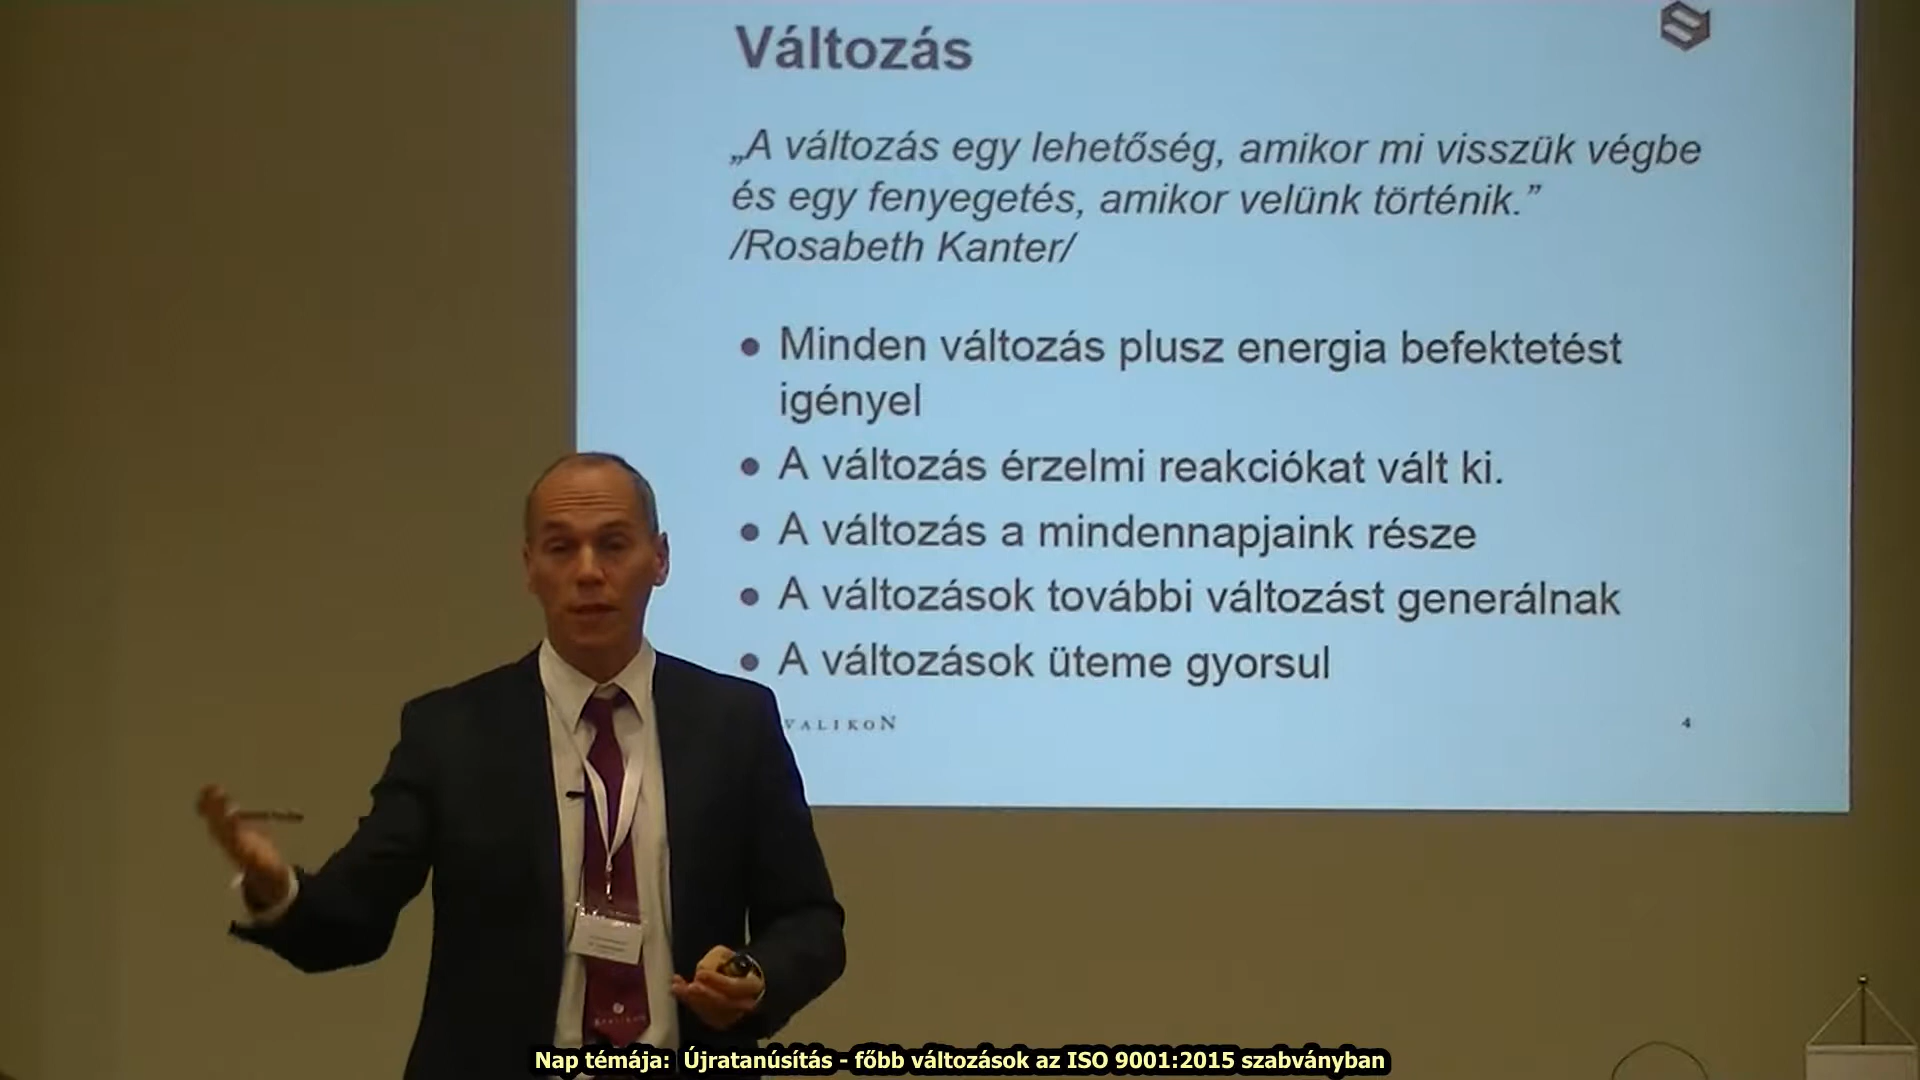 Változás
„A változás egy lehetőség, amikor mi visszük végbe
és egy fenyegetés, amikor velünk történik.”
/Rosabeth Kanter/
● Minden változás plusz energia befektetést
igényel
● A változás érzelmi reakciókat vált ki.
● A változás a mindennapjaink része
● A változások további változást generálnak
● A változások üteme gyorsul
VALIKON
4
Nap témája: Újratanúsítás - főbb változások az ISO 9001:2015 szabványban